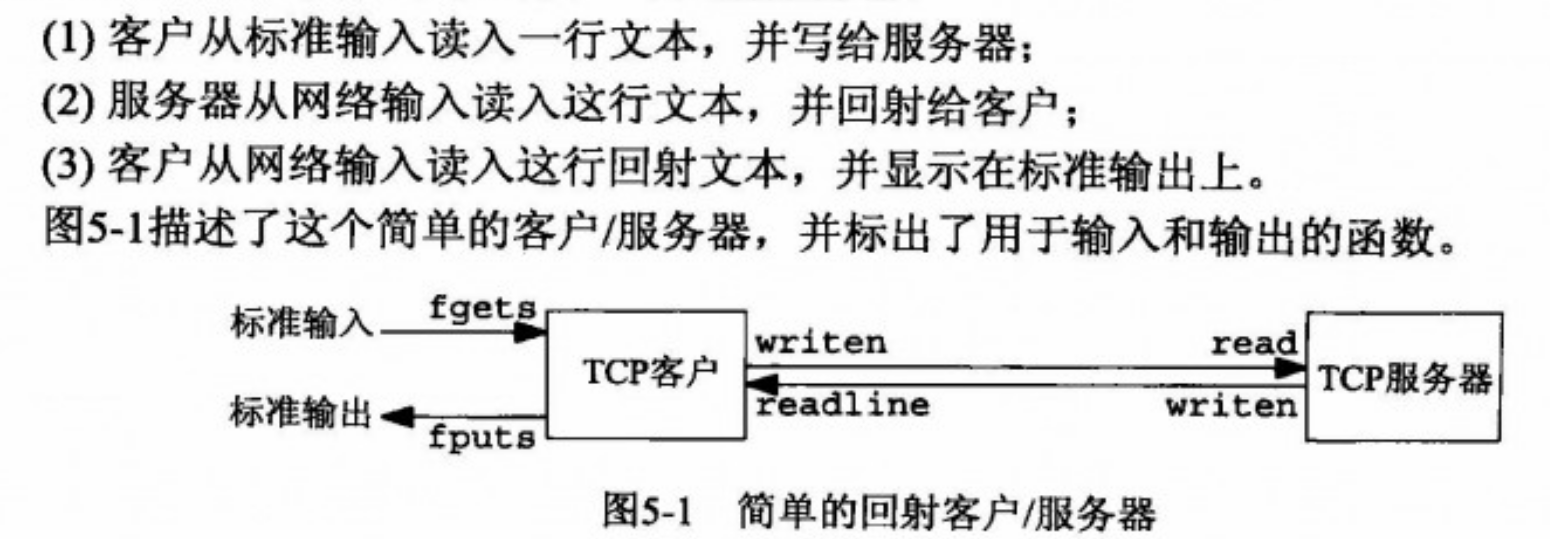 (1) 客户从标准输入读入一行文本，并写给服务器；
(2) 服务器从网络输入读入这行文本，并回射给客户；
(3) 客户从网络输入读入这行回射文本，并显示在标准输出上。
图5-1描述了这个简单的客户/服务器，并标出了用于输入和输出的函数。
标准输入 fgets
TCP客户
writen read
TCP服务器
标准输出 fputs
readline writen
图5-1 简单的回射客户/服务器